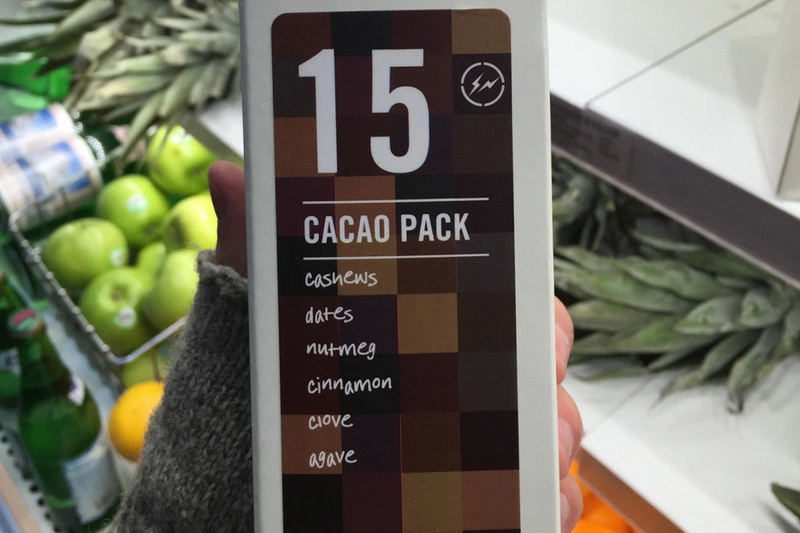 15
CACAO PACK
cashews
dates
nutmeg
cinnamon
clove
agave